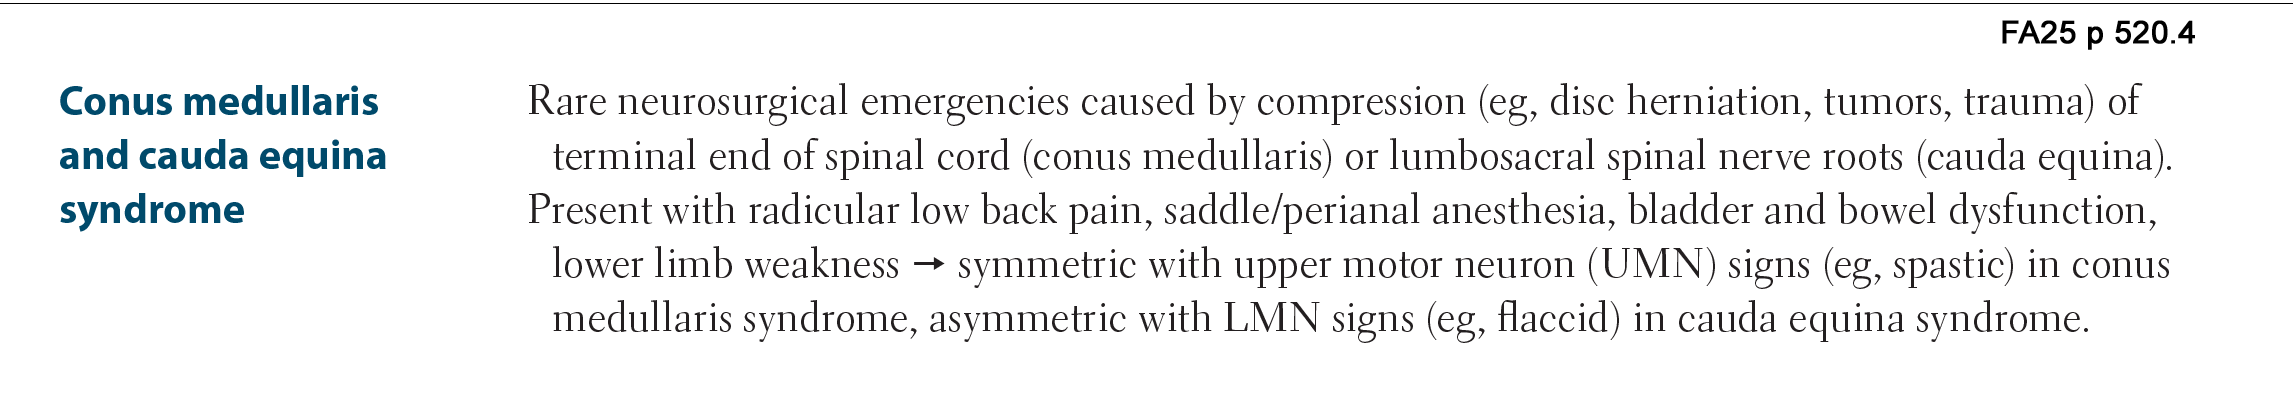 FA25 p 520.4
Conus medullaris
and cauda equina
syndrome
Rare neurosurgical emergencies caused by compression (eg, disc herniation, tumors, trauma) of
terminal end of spinal cord (conus medullaris) or lumbosacral spinal nerve roots (cauda equina).
Present with radicular low back pain, saddle/perianal anesthesia, bladder and bowel dysfunction,
lower limb weakness → symmetric with upper motor neuron (UMN) signs (eg, spastic) in conus
medullaris syndrome, asymmetric with LMN signs (eg, flaccid) in cauda equina syndrome.